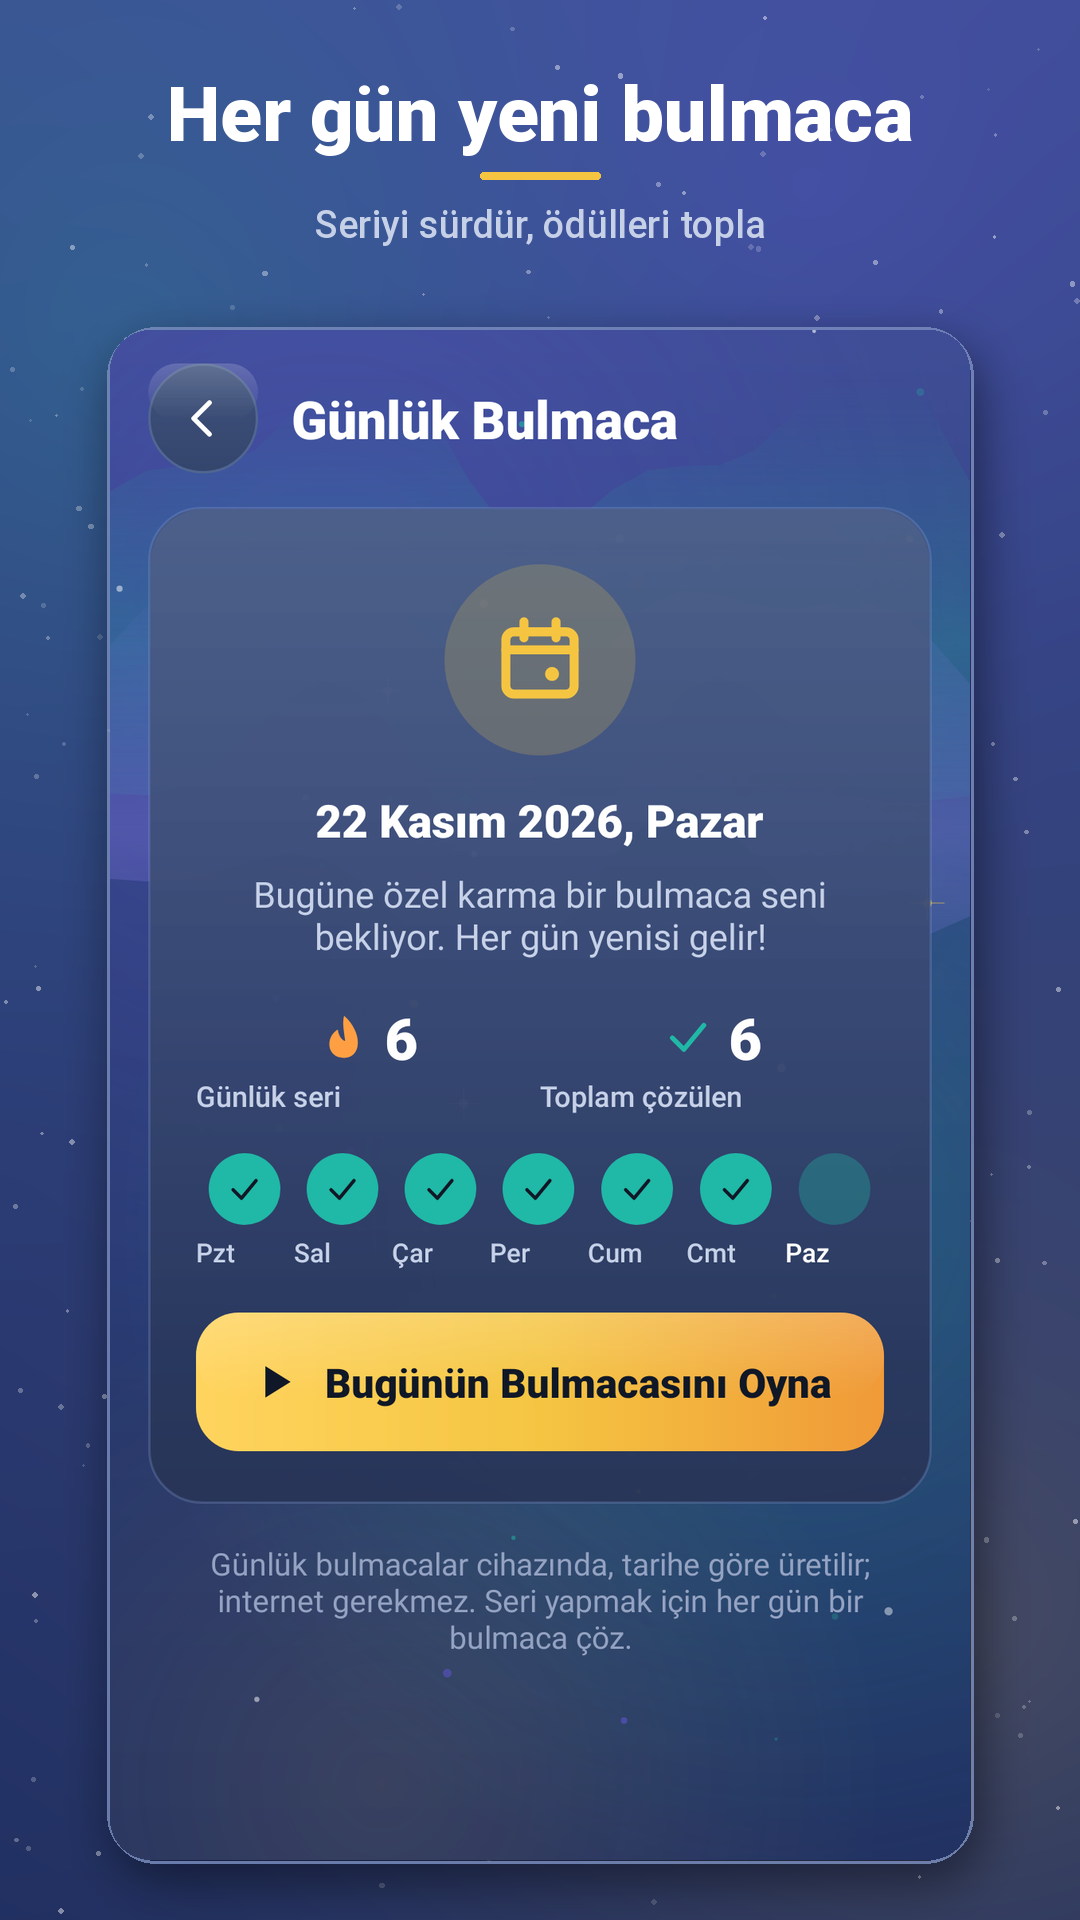 Her gün yeni bulmaca
Seriyi sürdür, ödülleri topla
Günlük Bulmaca
22 Kasım 2026, Pazar
Bugüne özel karma bir bulmaca seni
bekliyor. Her gün yenisi gelir!
6
6
Günlük seri
Toplam çözülen
Pzt Sal Çar Per Cum Cmt Paz
Bugünün Bulmacasını Oyna
Günlük bulmacalar cihazında, tarihe göre üretilir;
internet gerekmez. Seri yapmak için her gün bir
bulmaca çöz.